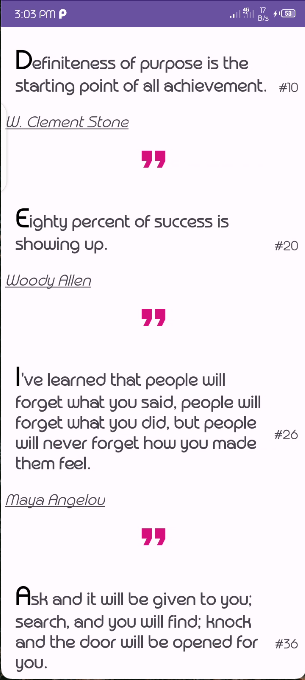 3:03 PM
4G 17 B/s 53
Definiteness of purpose is the
starting point of all achievement. #10
W. Clement Stone
Eighty percent of success is
showing up. #20
Woody Allen
I've learned that people will
forget what you said, people will
forget what you did, but people
will never forget how you made #26
them feel.
Maya Angelou
Ask and it will be given to you;
search, and you will find; knock
and the door will be opened for #36
you.